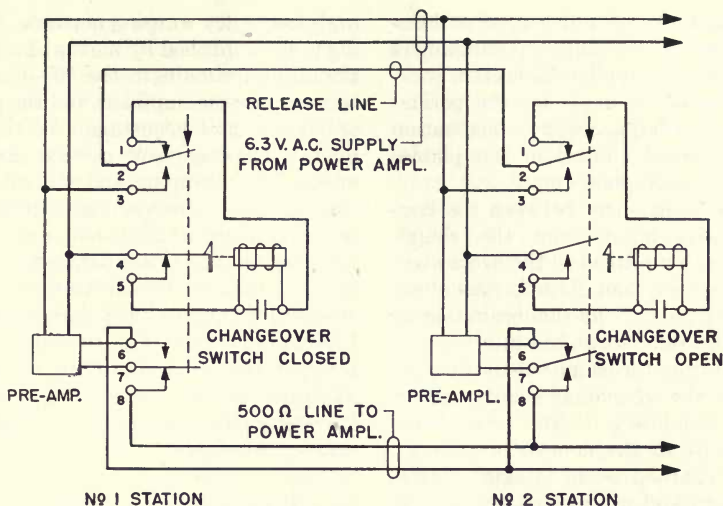 RELEASE LINE
6.3 V. A.C. SUPPLY
FROM POWER AMPL.
1
2
3
4
5
6
7
8
CHANGEOVER
SWITCH CLOSED
PRE-AMP.
1
2
3
4
5
6
7
8
CHANGEOVER
SWITCH OPEN
PRE-AMPL.
500 Ω LINE TO
POWER AMPL.
Nº 1 STATION
Nº 2 STATION